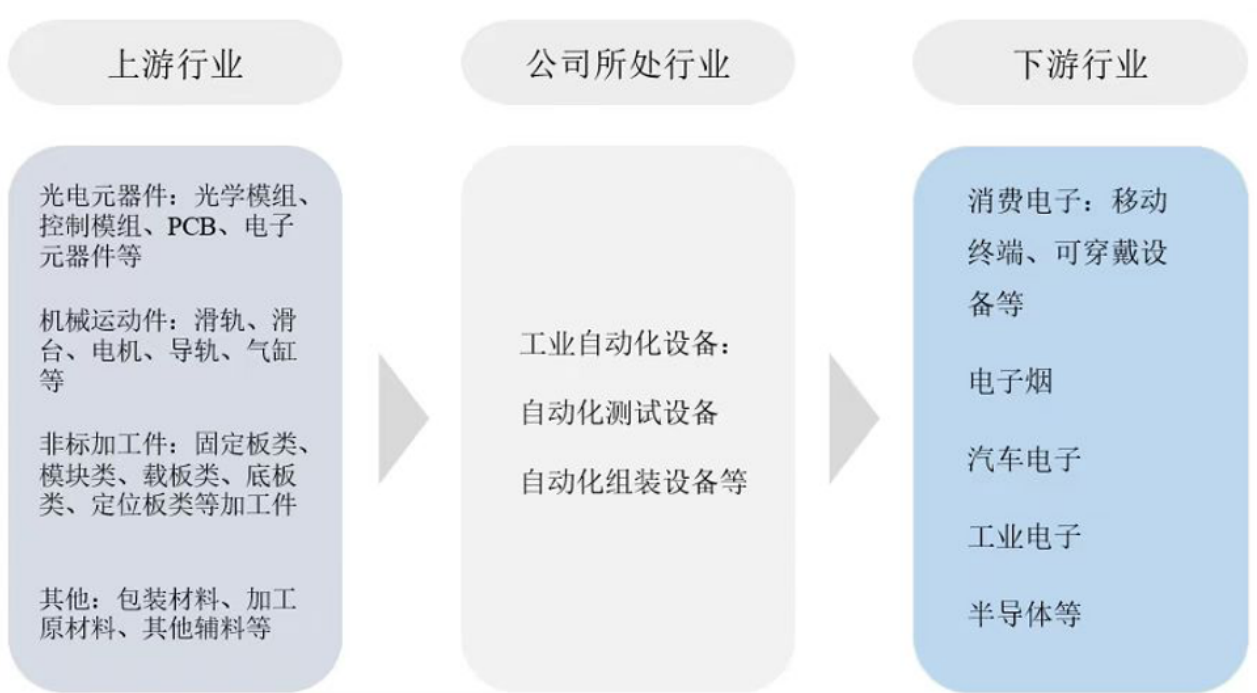 上游行业
公司所处行业
下游行业
光电元器件：光学模组、
控制模组、PCB、电子
元器件等
机械运动件：滑轨、滑
台、电机、导轨、气缸
等
非标加工件：固定板类、
模块类、载板类、底板
类、定位板类等加工件
其他：包装材料、加工
原材料、其他辅料等
工业自动化设备：
自动化测试设备
自动化组装设备等
消费电子：移动
终端、可穿戴设
备等
电子烟
汽车电子
工业电子
半导体等